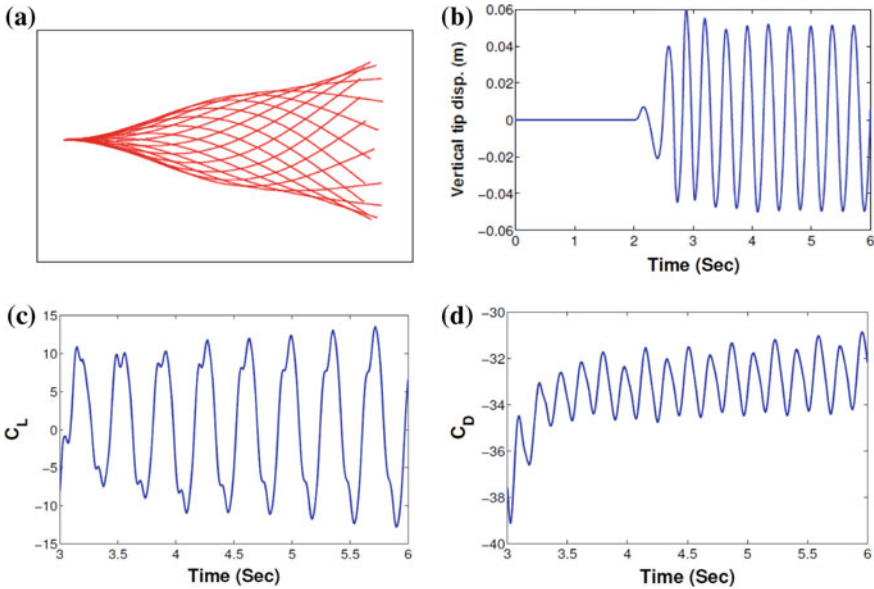 (a)
(b)
0.06
0.04
0.02
0
-0.02
-0.04
-0.06
Vertical tip disp. (m)
0 1 2 3 4 5 6
Time (Sec)
(c)
15
10
5
0
-5
-10
-15
C_L
3 3.5 4 4.5 5 5.5 6
Time (Sec)
(d)
-30
-32
-34
-36
-38
-40
C_D
3 3.5 4 4.5 5 5.5 6
Time (Sec)